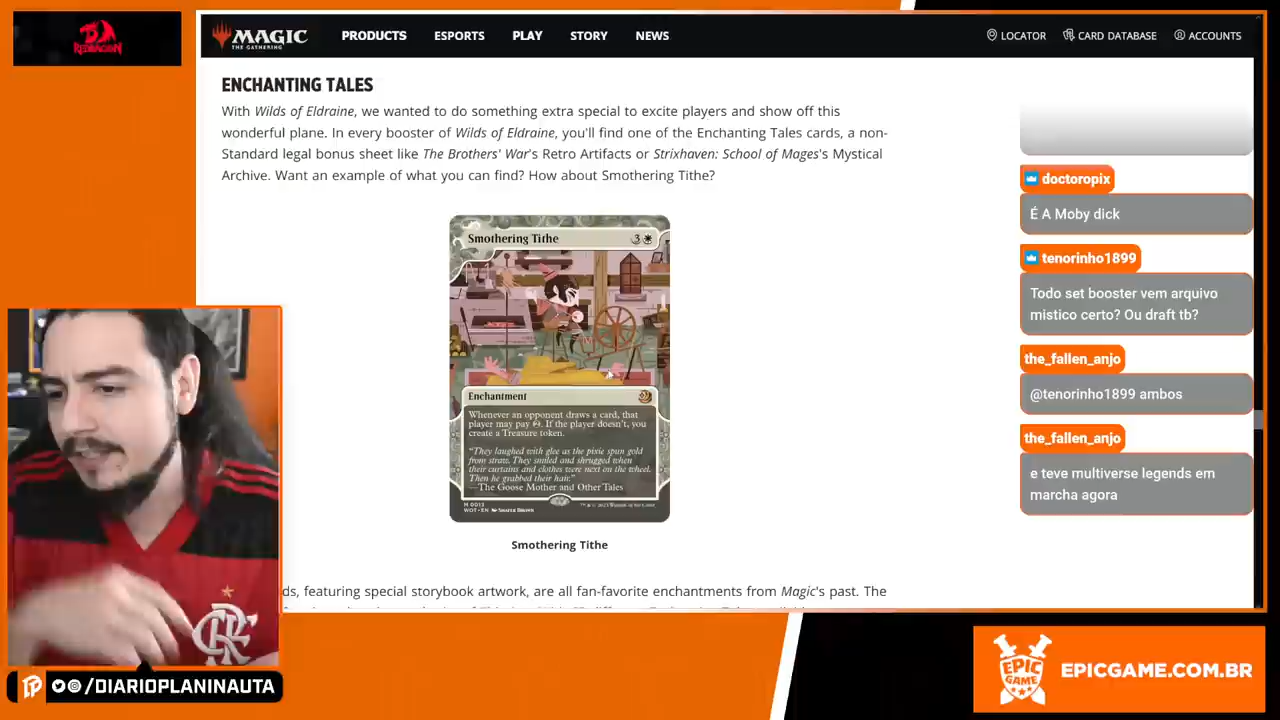 REDRAGON
MAGIC
THE GATHERING
PRODUCTS
ESPORTS
PLAY
STORY
NEWS
LOCATOR
CARD DATABASE
ACCOUNTS
ENCHANTING TALES
With Wilds of Eldraine, we wanted to do something extra special to excite players and show off this
wonderful plane. In every booster of Wilds of Eldraine, you'll find one of the Enchanting Tales cards, a non-
Standard legal bonus sheet like The Brothers' War's Retro Artifacts or Strixhaven: School of Mages's Mystical
Archive. Want an example of what you can find? How about Smothering Tithe?
Smothering Tithe
3
Enchantment
Whenever an opponent draws a card, that
player may pay 2. If the player doesn't, you
create a Treasure token.
"They laughed with glee as the pixie spun gold
from straw. They smiled and shrugged when
their curtains and clothes were next on the wheel.
Then he grabbed their hair."
—The Goose Mother and Other Tales
M 0013
WOT • EN
Smothering Tithe
ds, featuring special storybook artwork, are all fan-favorite enchantments from Magic's past. The
doctoropix
É A Moby dick
tenorinho1899
Todo set booster vem arquivo
mistico certo? Ou draft tb?
the_fallen_anjo
@tenorinho1899 ambos
the_fallen_anjo
e teve multiverse legends em
marcha agora
/DIARIOPLANINAUTA
EPIC
GAME
EPICGAME.COM.BR